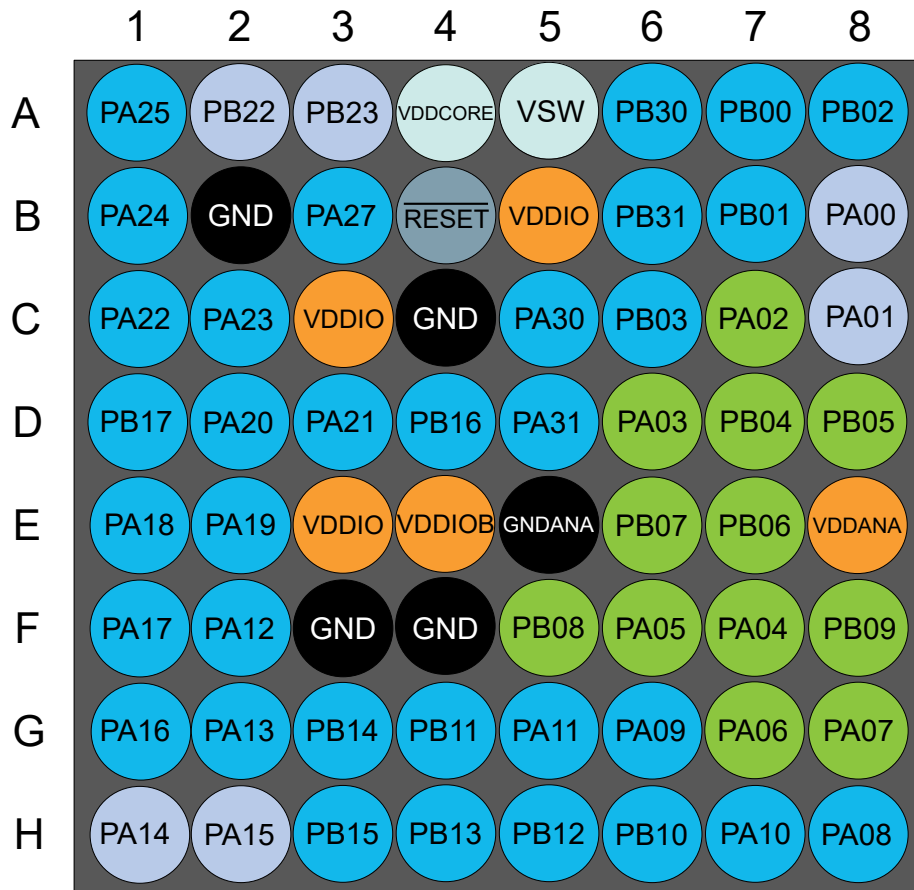 1 2 3 4 5 6 7 8
A PA25 PB22 PB23 VDDCORE VSW PB30 PB00 PB02
B PA24 GND PA27 RESET VDDIO PB31 PB01 PA00
C PA22 PA23 VDDIO GND PA30 PB03 PA02 PA01
D PB17 PA20 PA21 PB16 PA31 PA03 PB04 PB05
E PA18 PA19 VDDIO VDDIOB GNDANA PB07 PB06 VDDANA
F PA17 PA12 GND GND PB08 PA05 PA04 PB09
G PA16 PA13 PB14 PB11 PA11 PA09 PA06 PA07
H PA14 PA15 PB15 PB13 PB12 PB10 PA10 PA08